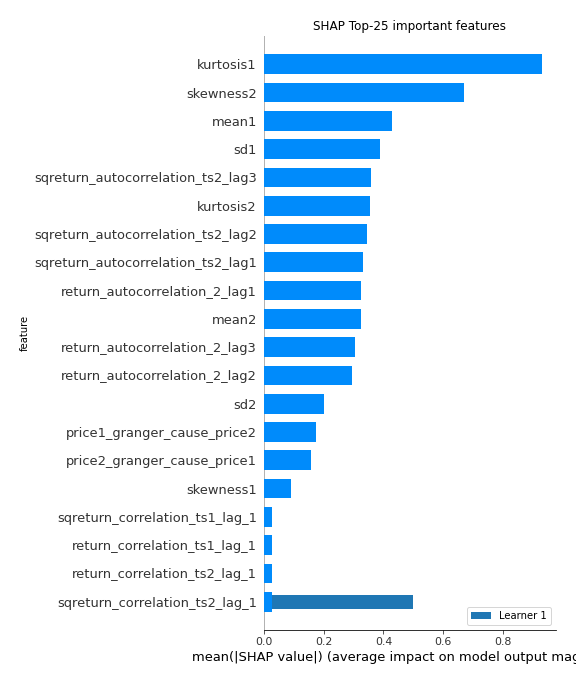 SHAP Top-25 important features
kurtosis1
skewness2
mean1
sd1
sqreturn_autocorrelation_ts2_lag3
kurtosis2
sqreturn_autocorrelation_ts2_lag2
sqreturn_autocorrelation_ts2_lag1
return_autocorrelation_2_lag1
mean2
return_autocorrelation_2_lag3
return_autocorrelation_2_lag2
sd2
price1_granger_cause_price2
price2_granger_cause_price1
skewness1
sqreturn_correlation_ts1_lag_1
return_correlation_ts1_lag_1
return_correlation_ts2_lag_1
sqreturn_correlation_ts2_lag_1
feature
Learner 1
0.0 0.2 0.4 0.6 0.8
mean(|SHAP value|) (average impact on model output mag